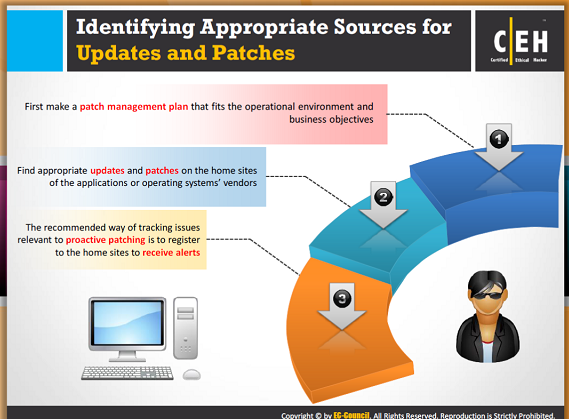 Identifying Appropriate Sources for
Updates and Patches
C|EH
Certified Ethical Hacker
First make a patch management plan that fits the operational environment and
business objectives
1
Find appropriate updates and patches on the home sites
of the applications or operating systems' vendors
2
The recommended way of tracking issues
relevant to proactive patching is to register
to the home sites to receive alerts
3
Copyright © by EG-Council. All Rights Reserved. Reproduction is Strictly Prohibited.